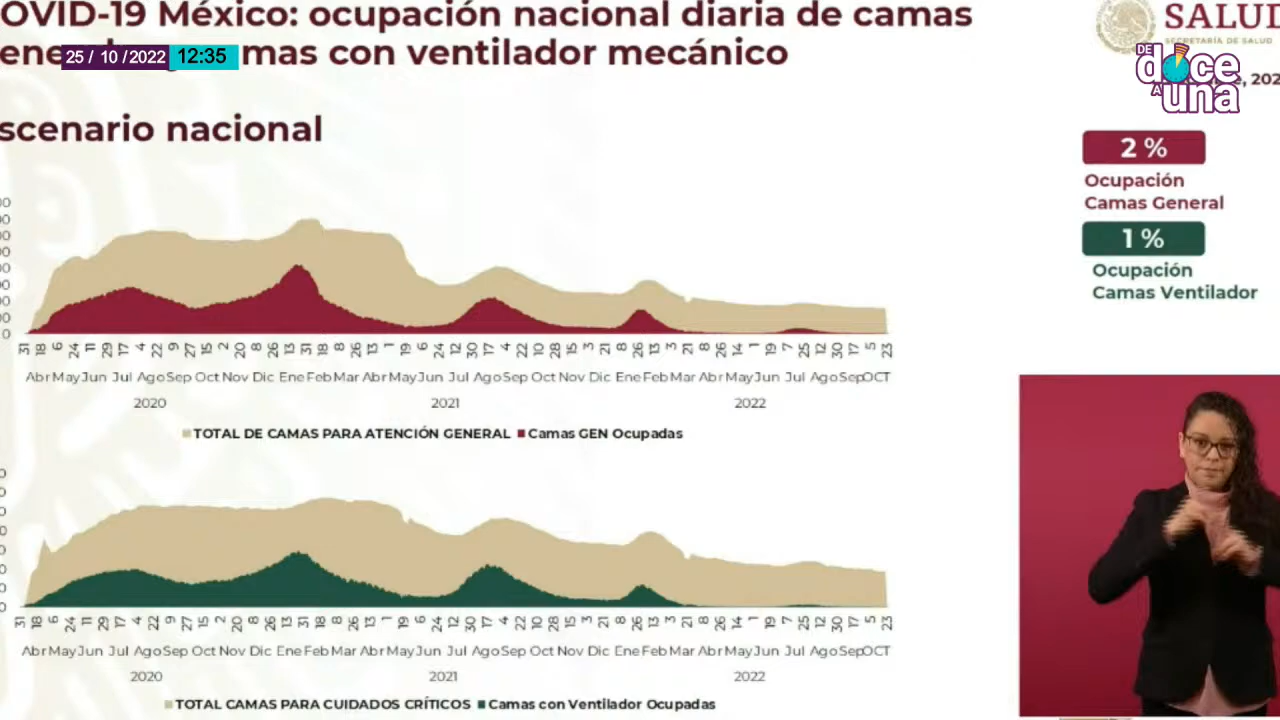 OVID-19 México: ocupación nacional diaria de camas
mas con ventilador mecánico
25 / 10 /2022 12:35
SALUD
SECRETARÍA DE SALUD
DE
doce
A
una
scenario nacional
2 %
Ocupación
Camas General
1 %
Ocupación
Camas Ventilador
31 18 6 24 11 29 17 4 22 9 27 15 2 20 8 26 13 31 18 8 26 13 1 19 6 24 12 30 17 4 22 10 28 15 3 21 8 26 13 3 21 8 26 14 1 19 7 25 12 30 17 5 23
Abr May Jun Jul Ago Sep Oct Nov Dic Ene Feb Mar Abr May Jun Jul Ago Sep Oct Nov Dic Ene Feb Mar Abr May Jun Jul Ago Sep OCT
2020 2021 2022
TOTAL DE CAMAS PARA ATENCIÓN GENERAL Camas GEN Ocupadas
31 18 6 24 11 29 17 4 22 9 27 15 2 20 8 26 13 31 18 8 26 13 1 19 6 24 12 30 17 4 22 10 28 15 3 21 8 26 13 3 21 8 26 14 1 19 7 25 12 30 17 5 23
Abr May Jun Jul Ago Sep Oct Nov Dic Ene Feb Mar Abr May Jun Jul Ago Sep Oct Nov Dic Ene Feb Mar Abr May Jun Jul Ago Sep OCT
2020 2021 2022
TOTAL CAMAS PARA CUIDADOS CRÍTICOS Camas con Ventilador Ocupadas